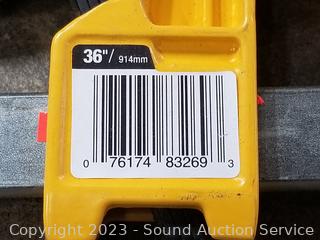 36"/ 914mm
0 76174 83269 3
Copyright 2023 - Sound Auction Service